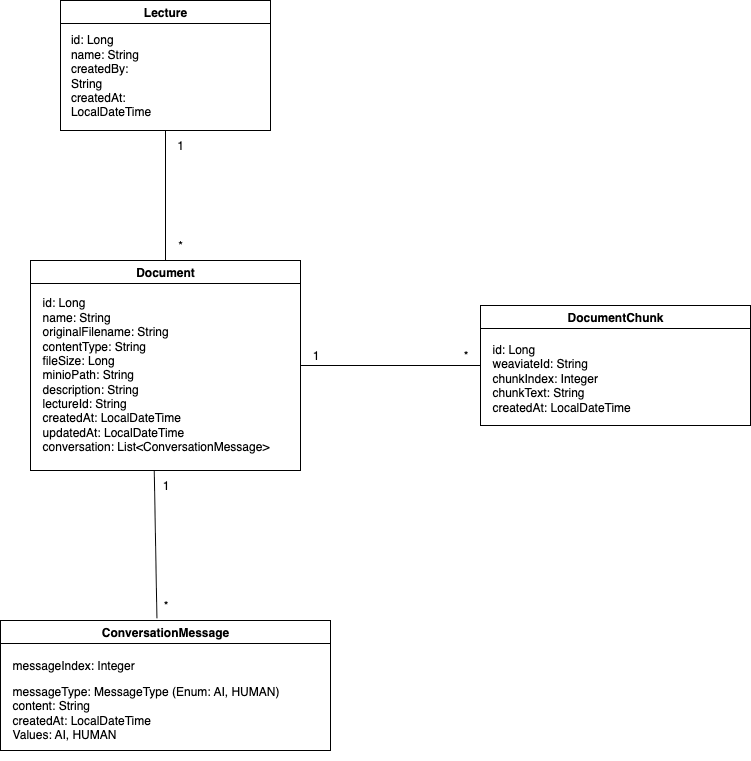 Lecture
id: Long
name: String
createdBy:
String
createdAt:
LocalDateTime
1
*
Document
id: Long
name: String
originalFilename: String
contentType: String
fileSize: Long
minioPath: String
description: String
lectureId: String
createdAt: LocalDateTime
updatedAt: LocalDateTime
conversation: List<ConversationMessage>
1
*
DocumentChunk
id: Long
weaviateId: String
chunkIndex: Integer
chunkText: String
createdAt: LocalDateTime
1
*
ConversationMessage
messageIndex: Integer
messageType: MessageType (Enum: AI, HUMAN)
content: String
createdAt: LocalDateTime
Values: AI, HUMAN